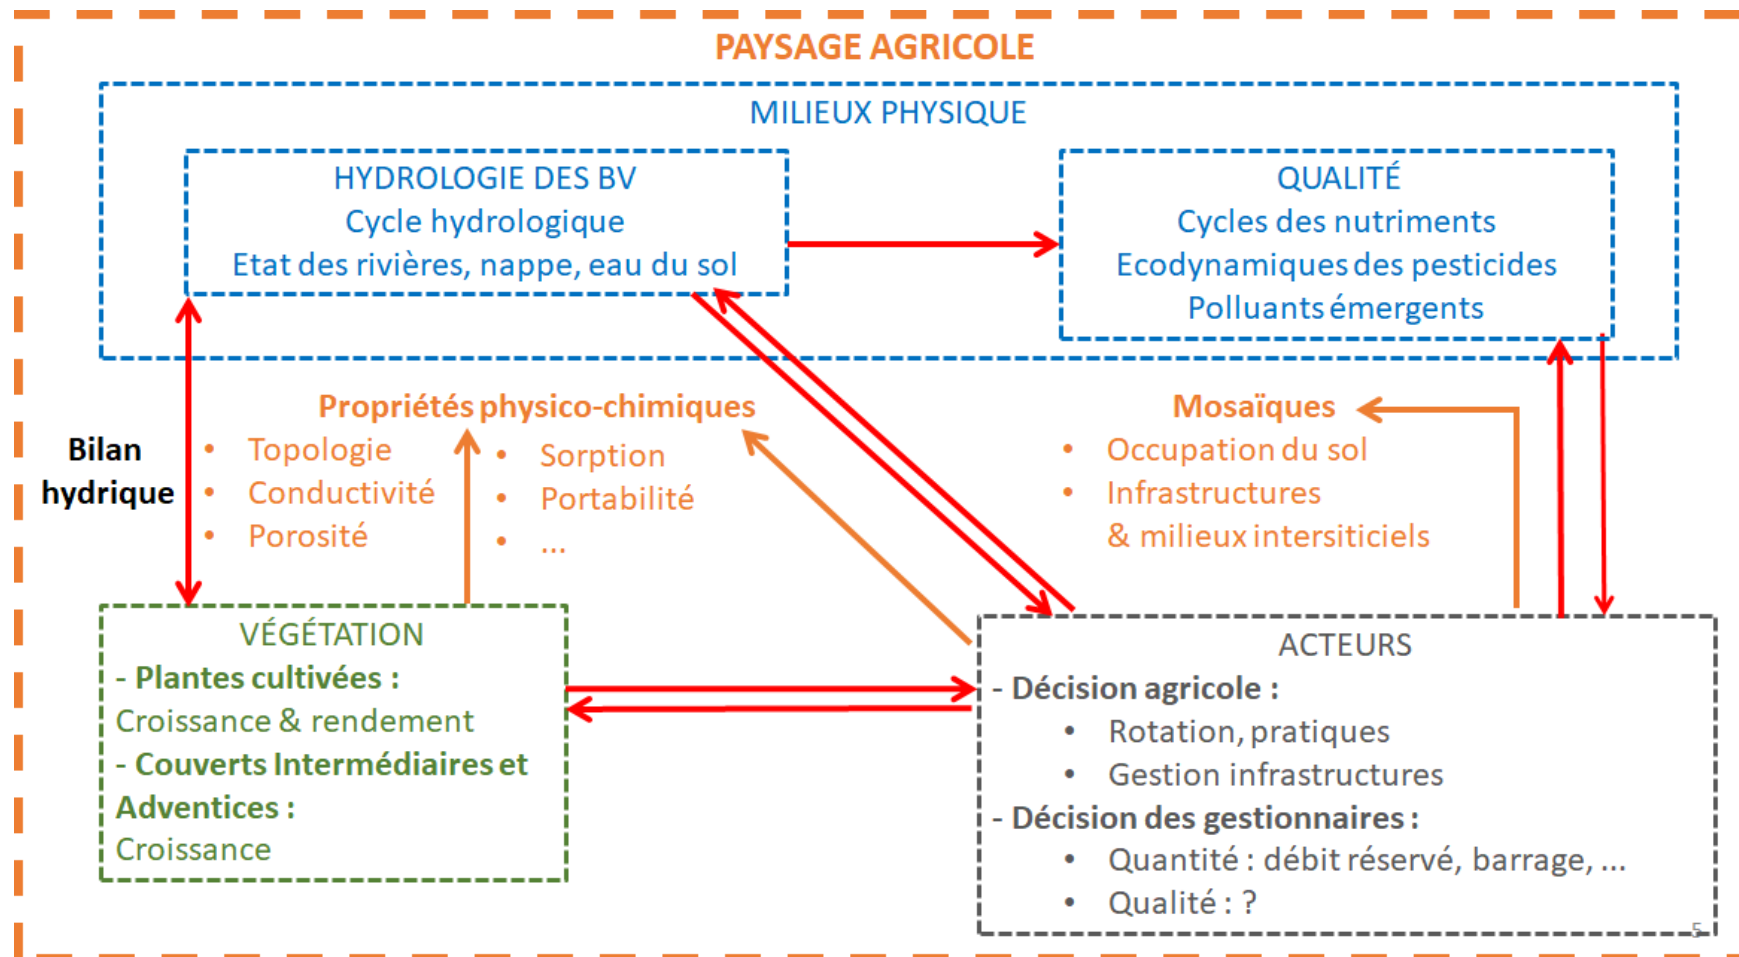 PAYSAGE AGRICOLE
MILIEUX PHYSIQUE
HYDROLOGIE DES BV
Cycle hydrologique
Etat des rivières, nappe, eau du sol
QUALITÉ
Cycles des nutriments
Ecodynamiques des pesticides
Polluants émergents
Bilan
hydrique
Propriétés physico-chimiques
• Topologie
• Conductivité
• Porosité
• Sorption
• Portabilité
• ...
Mosaïques
• Occupation du sol
• Infrastructures
& milieux intersiticiels
VÉGÉTATION
- Plantes cultivées :
Croissance & rendement
- Couverts Intermédiaires et
Adventices :
Croissance
ACTEURS
- Décision agricole :
• Rotation, pratiques
• Gestion infrastructures
- Décision des gestionnaires :
• Quantité : débit réservé, barrage, ...
• Qualité : ?
5